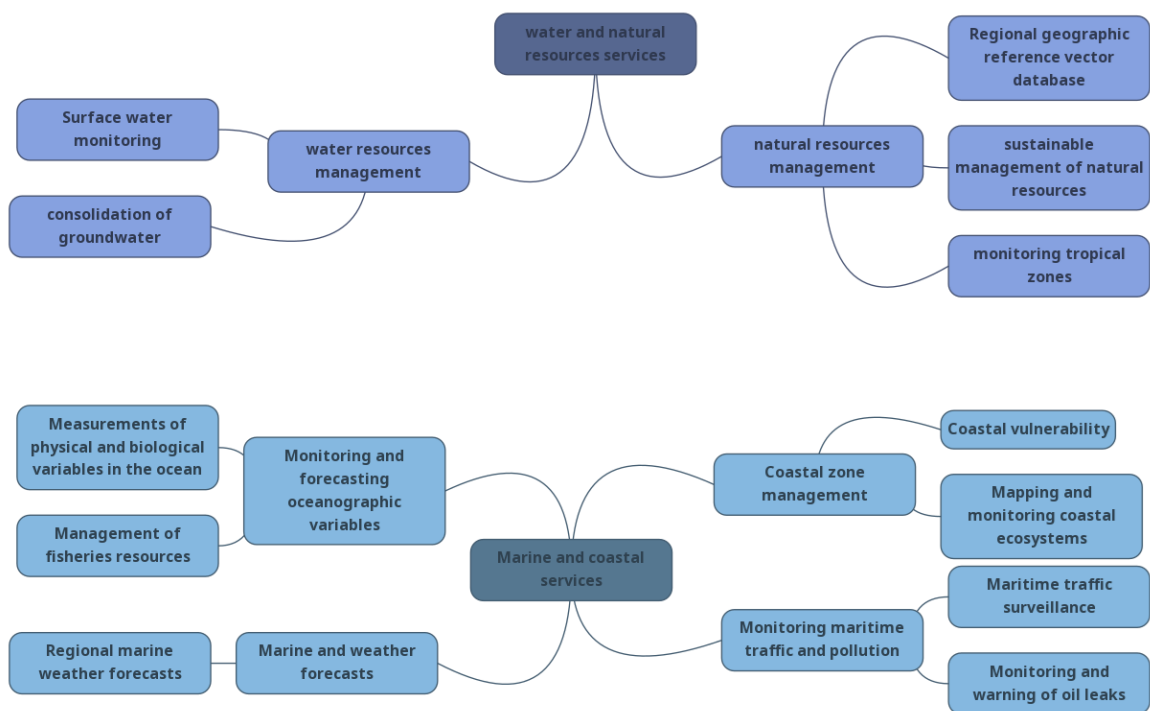 water and natural
resources services
Surface water
monitoring
water resources
management
consolidation of
groundwater
natural resources
management
Regional geographic
reference vector
database
sustainable
management of natural
resources
monitoring tropical
zones
Marine and coastal
services
Measurements of
physical and biological
variables in the ocean
Monitoring and
forecasting
oceanographic
variables
Management of
fisheries resources
Regional marine
weather forecasts
Marine and weather
forecasts
Coastal zone
management
Coastal vulnerability
Mapping and
monitoring coastal
ecosystems
Monitoring maritime
traffic and pollution
Maritime traffic
surveillance
Monitoring and
warning of oil leaks